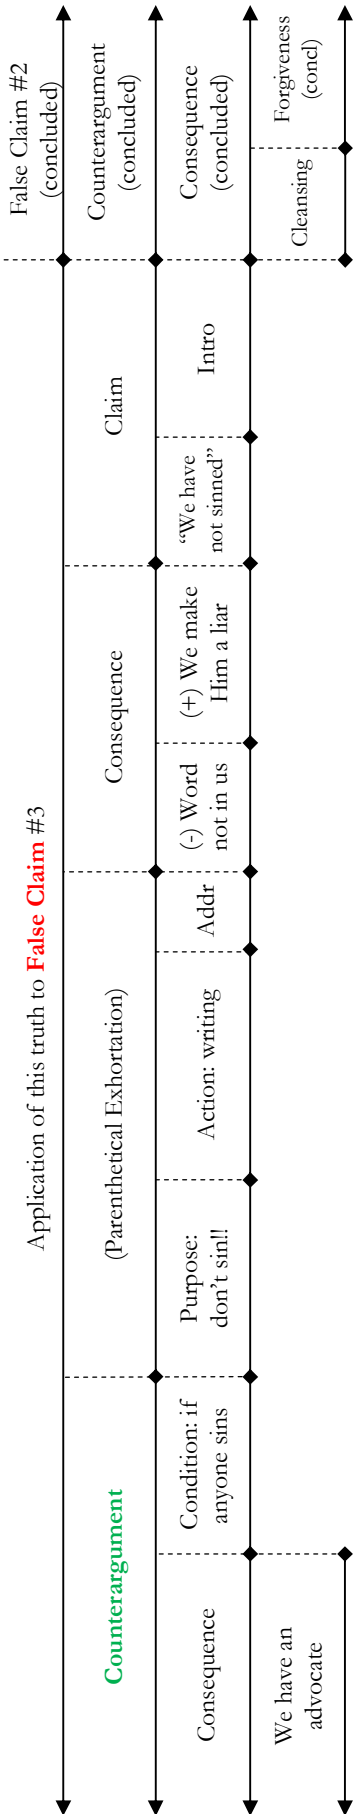 False Claim #2
(concluded)
Application of this truth to False Claim #3
Counterargument
(concluded)
Claim
Consequence
(Parenthetical Exhortation)
Counterargument
Consequence
(concluded)
Intro
“We have
not sinned”
(+) We make
Him a liar
(-) Word
not in us
Addr
Action: writing
Purpose:
don’t sin!!
Condition: if
anyone sins
Consequence
Forgiveness
(concl)
Cleansing
We have an
advocate